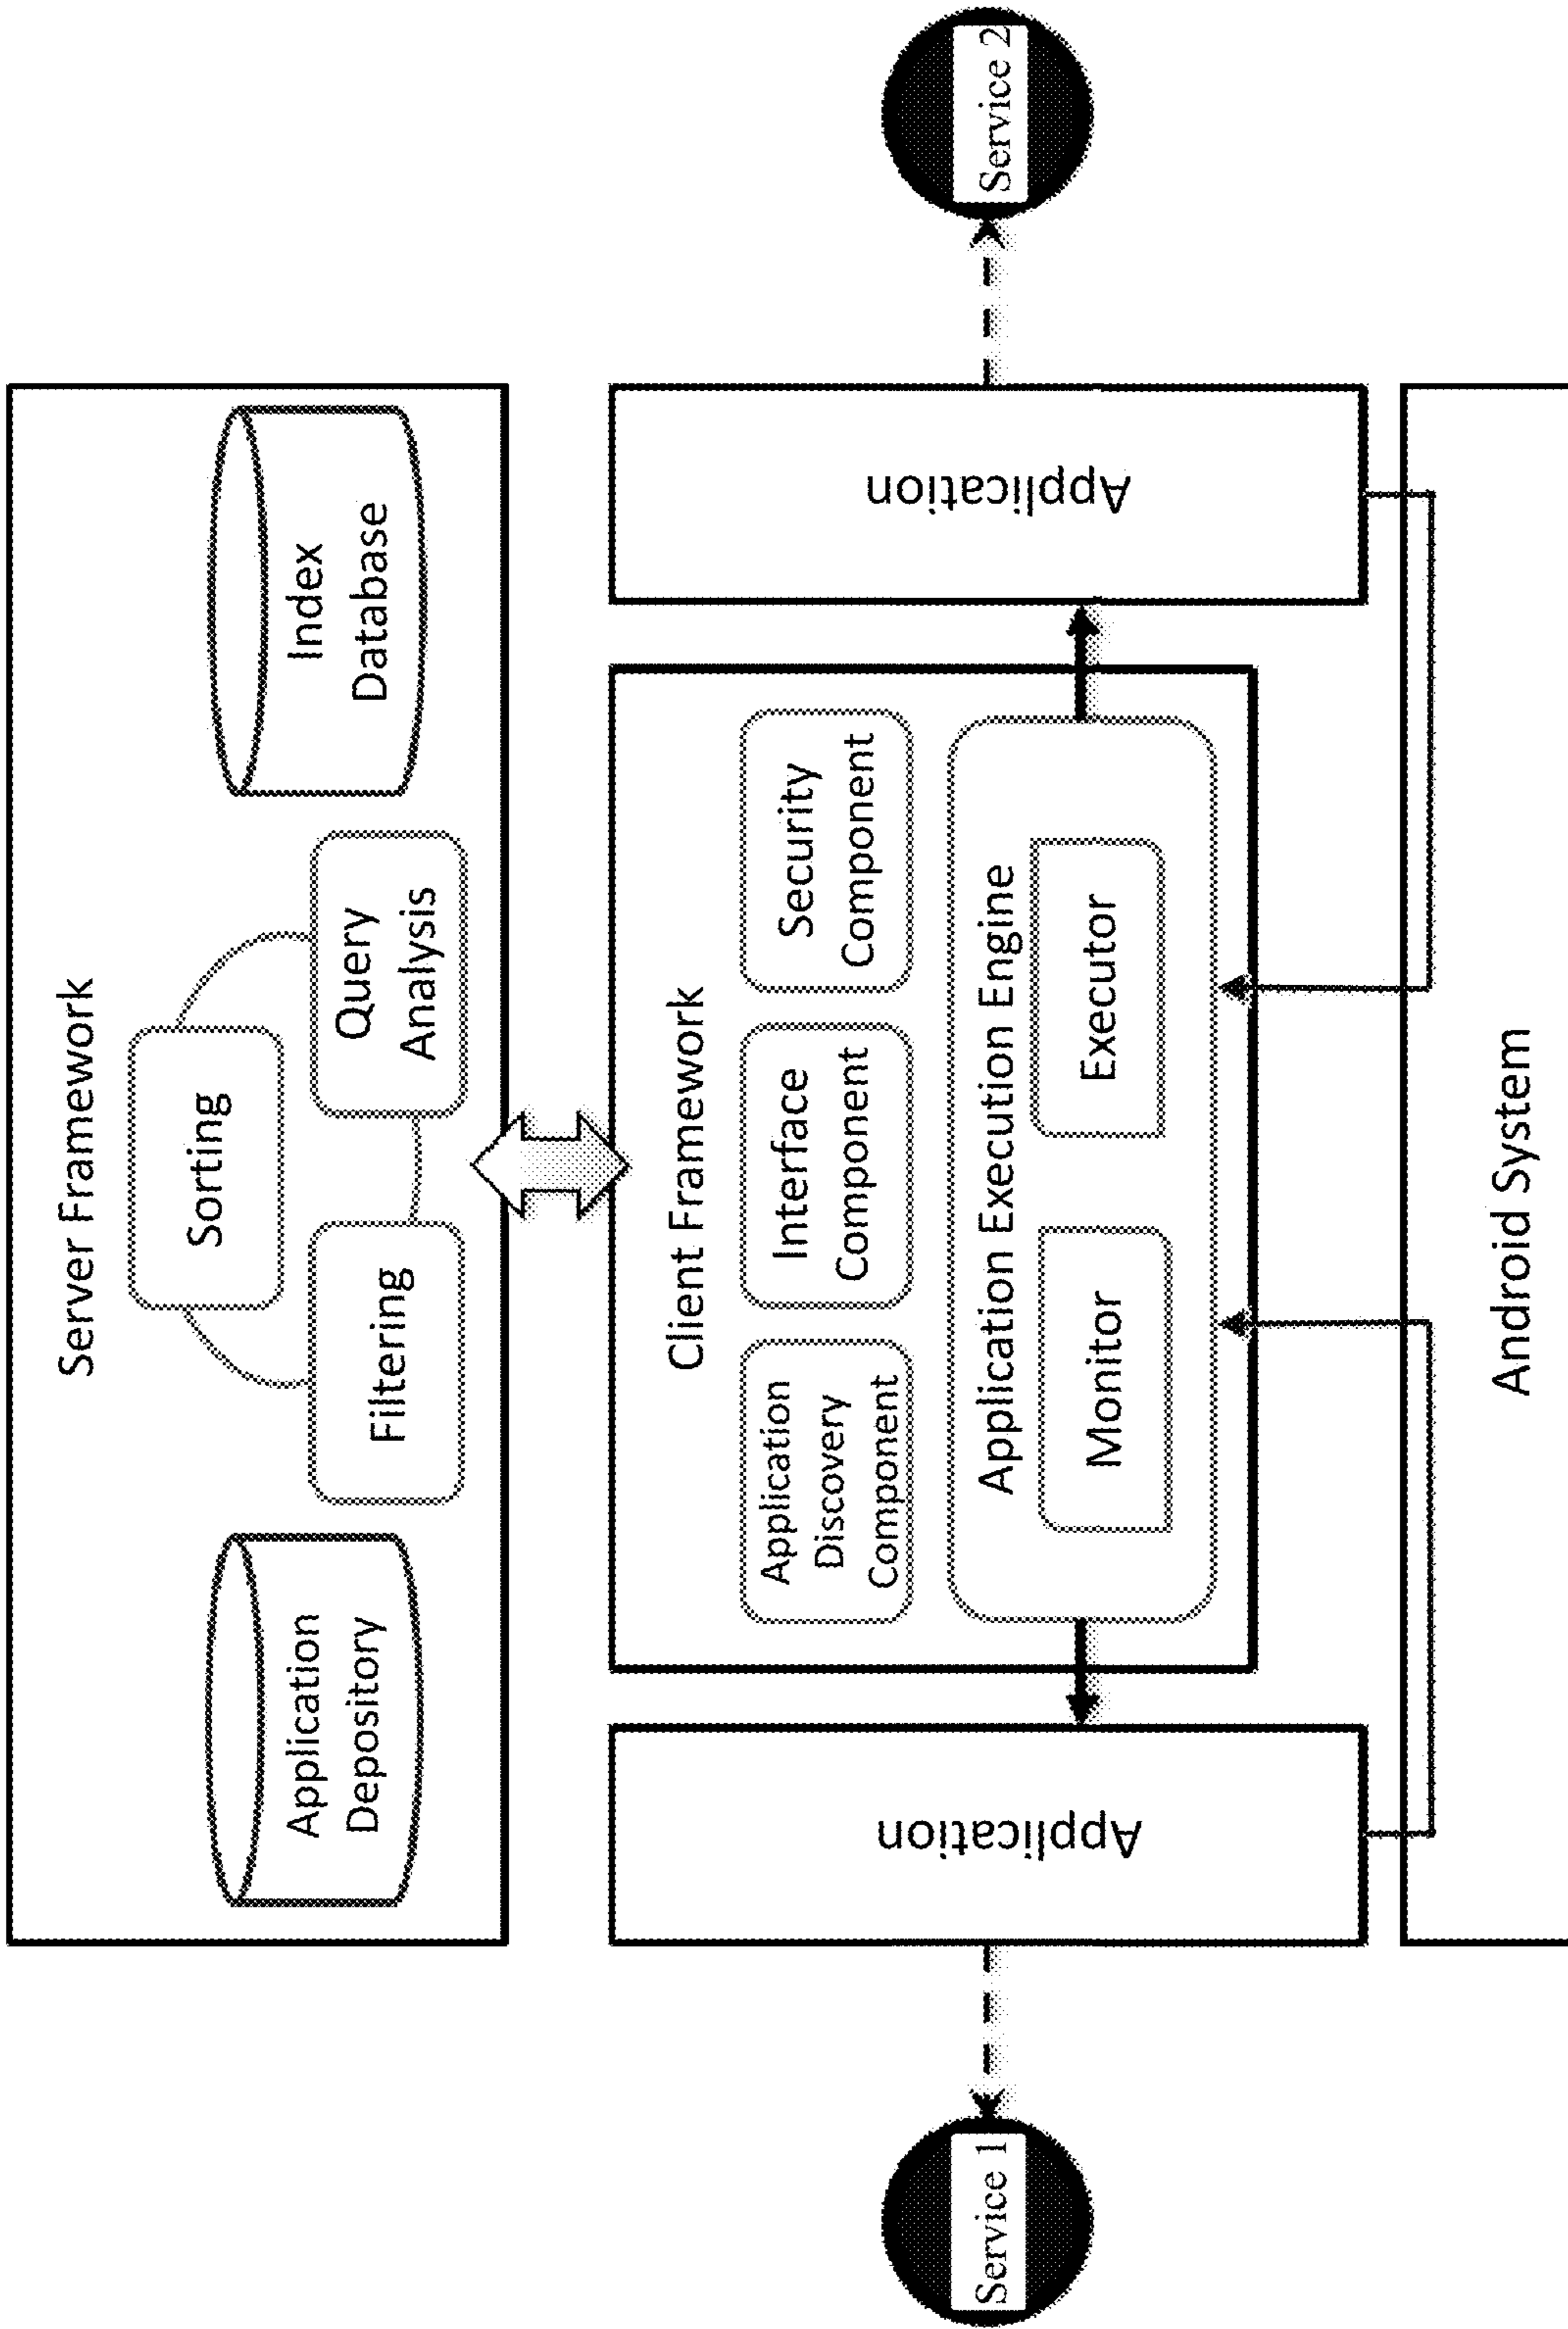 Server Framework
Application
Depository
Filtering
Sorting
Query
Analysis
Index
Database
Client Framework
Application
Discovery
Component
Interface
Component
Security
Component
Application Execution Engine
Monitor
Executor
Application
Application
Service 1
Service 2
Android System